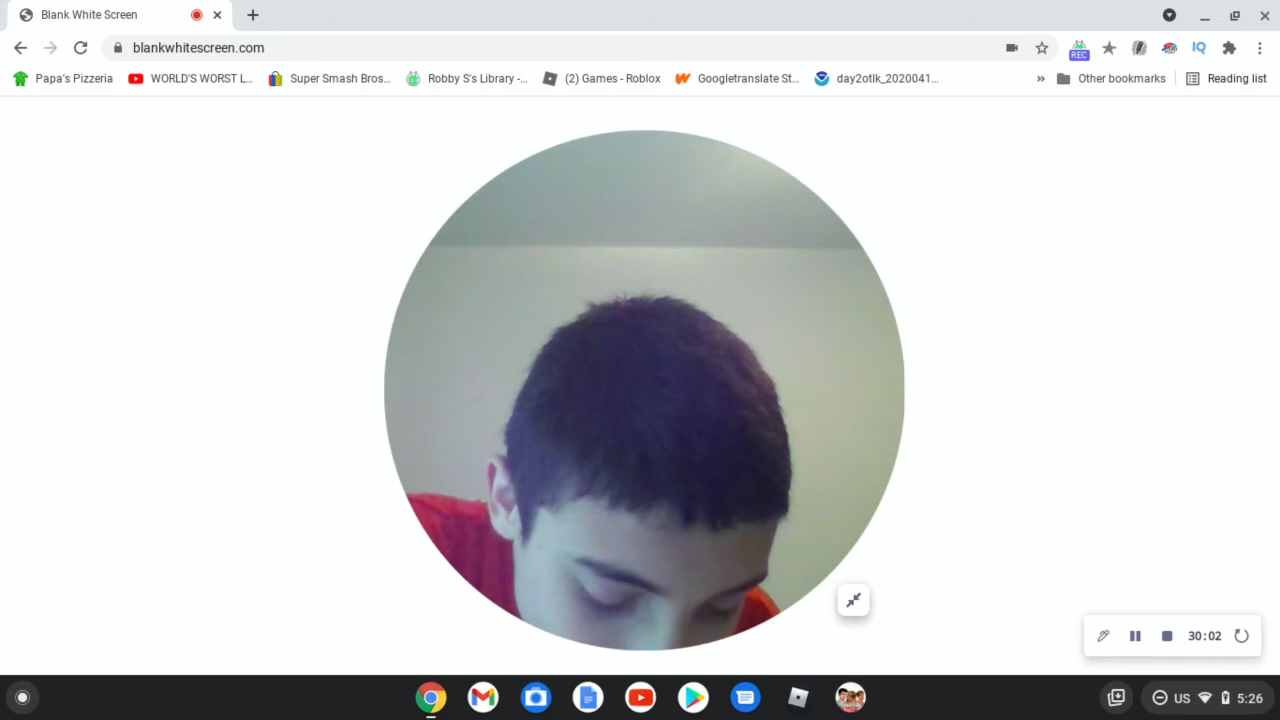 Blank White Screen
blankwhitescreen.com
REC
IQ
Papa's Pizzeria
WORLD'S WORST L...
Super Smash Bros...
Robby S's Library -...
(2) Games - Roblox
Googletranslate St...
day2otlk_2020041...
»
Other bookmarks
Reading list
30:02
US
5:26